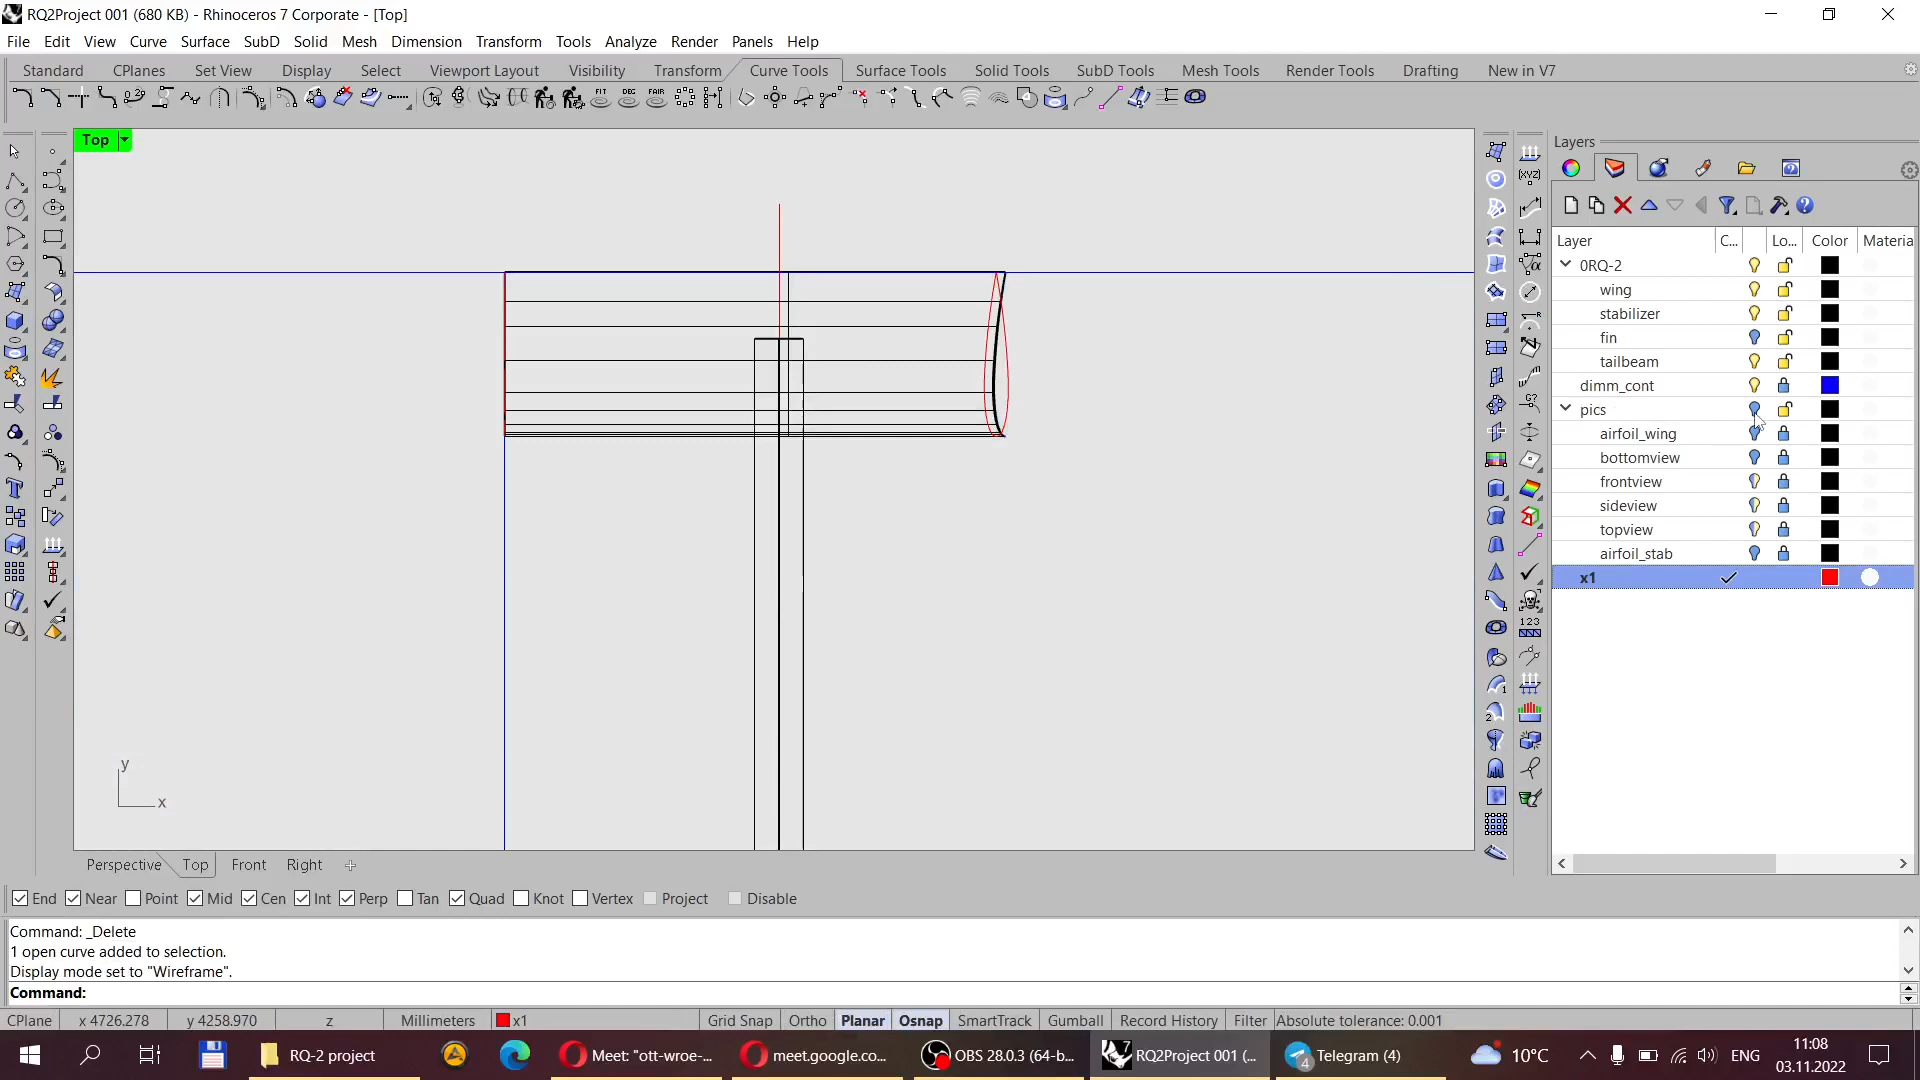 RQ2Project 001 (680 KB) - Rhinoceros 7 Corporate - [Top]
File Edit View Curve Surface SubD Solid Mesh Dimension Transform Tools Analyze Render Panels Help
Standard CPlanes Set View Display Select Viewport Layout Visibility Transform Curve Tools Surface Tools Solid Tools SubD Tools Mesh Tools Render Tools Drafting New in V7
Top
Layers
Layer C... Lo... Color Materia
0RQ-2
wing
stabilizer
fin
tailbeam
dimm_cont
pics
airfoil_wing
bottomview
frontview
sideview
topview
airfoil_stab
x1
y
x
Perspective Top Front Right
End Near Point Mid Cen Int Perp Tan Quad Knot Vertex Project Disable
Command: _Delete
1 open curve added to selection.
Display mode set to "Wireframe".
Command:
CPlane x 4726.278 y 4258.970 z Millimeters x1 Grid Snap Ortho Planar Osnap SmartTrack Gumball Record History Filter Absolute tolerance: 0.001
RQ-2 project Meet: "ott-wroe-... meet.google.co... OBS 28.0.3 (64-b... RQ2Project 001 (... Telegram (4) 10°C ENG 11:08
03.11.2022